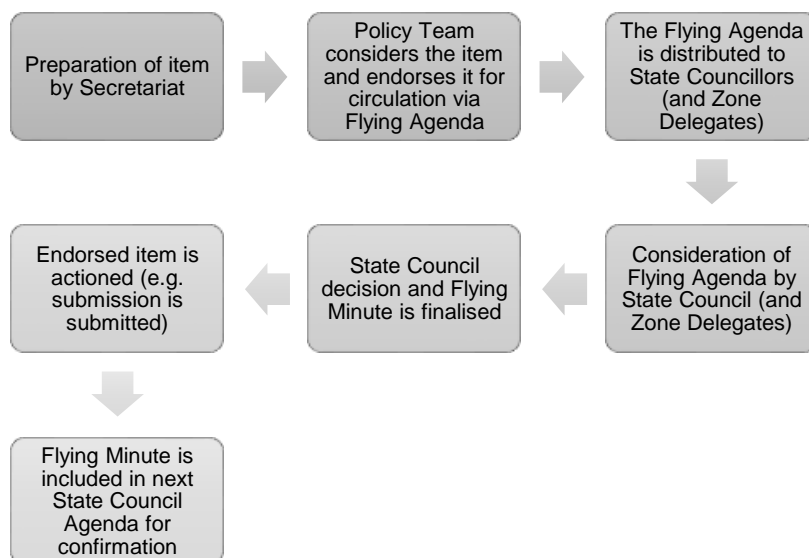 Preparation of item
by Secretariat
Policy Team
considers the item
and endorses it for
circulation via
Flying Agenda
The Flying Agenda
is distributed to
State Councillors
(and Zone
Delegates)
Consideration of
Flying Agenda by
State Council (and
Zone Delegates)
State Council
decision and Flying
Minute is finalised
Endorsed item is
actioned (e.g.
submission is
submitted)
Flying Minute is
included in next
State Council
Agenda for
confirmation